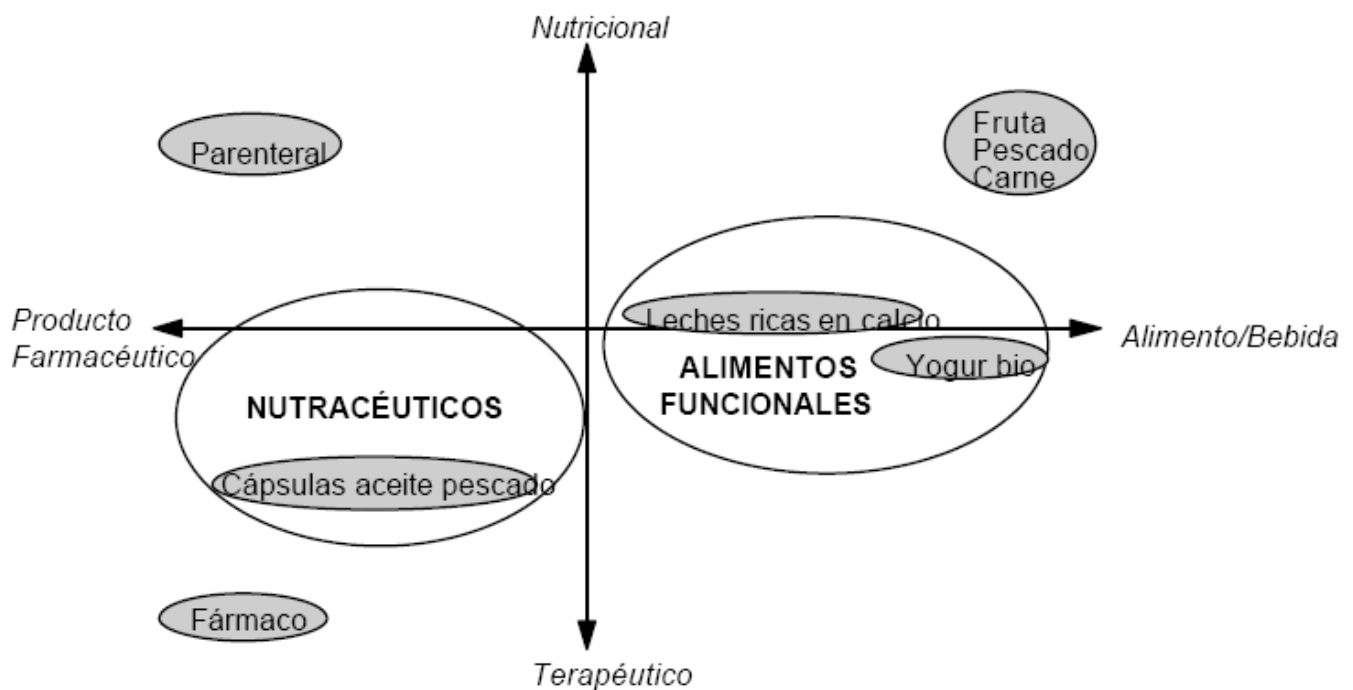 Nutricional
Fruta
Pescado
Carne
Parenteral
Producto
Farmacéutico
Leches ricas en calcio
Alimento/Bebida
Yogur bio
ALIMENTOS
FUNCIONALES
NUTRACÉUTICOS
Cápsulas aceite pescado
Fármaco
Terapéutico